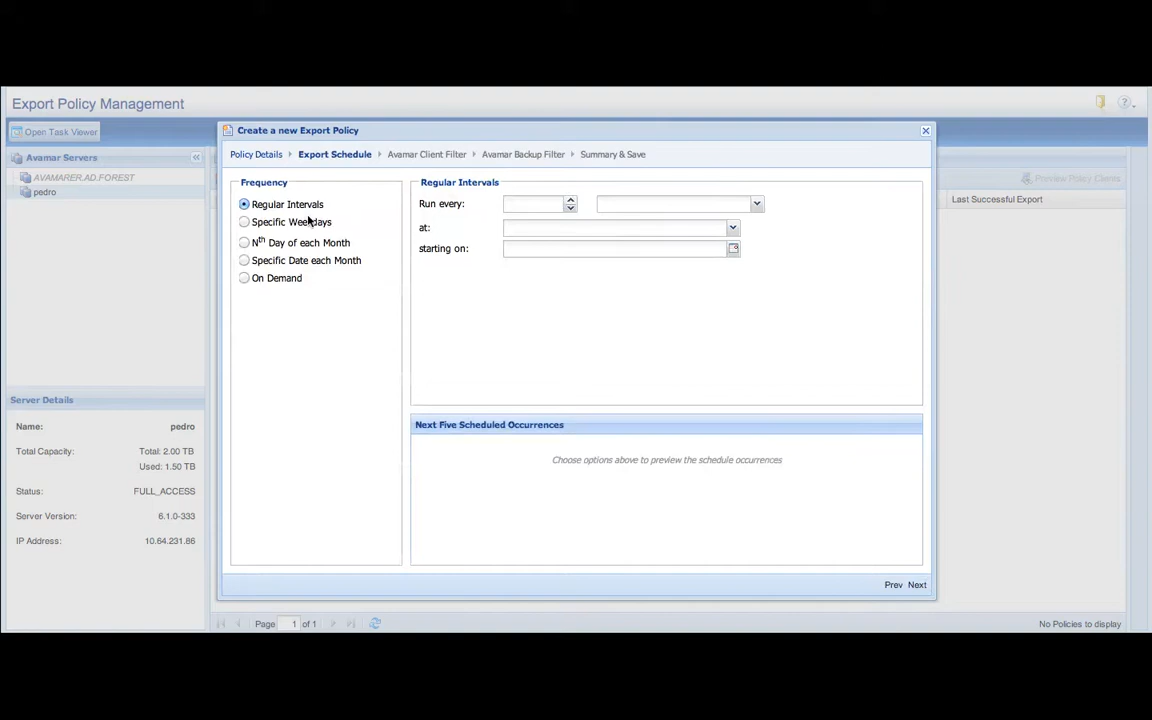 Export Policy Management
Open Task Viewer
Avamar Servers
AVAMARER.AD.FOREST
pedro
Server Details
Name: pedro
Total Capacity: Total: 2.00 TB
Used: 1.50 TB
Status: FULL_ACCESS
Server Version: 6.1.0-333
IP Address: 10.64.231.86
Create a new Export Policy
Policy Details Export Schedule Avamar Client Filter Avamar Backup Filter Summary & Save
Frequency
Regular Intervals
Specific Weekdays
Nth Day of each Month
Specific Date each Month
On Demand
Regular Intervals
Run every:
at:
starting on:
Next Five Scheduled Occurrences
Choose options above to preview the schedule occurrences
Prev Next
Preview Policy Clients
Last Successful Export
Page 1 of 1
No Policies to display